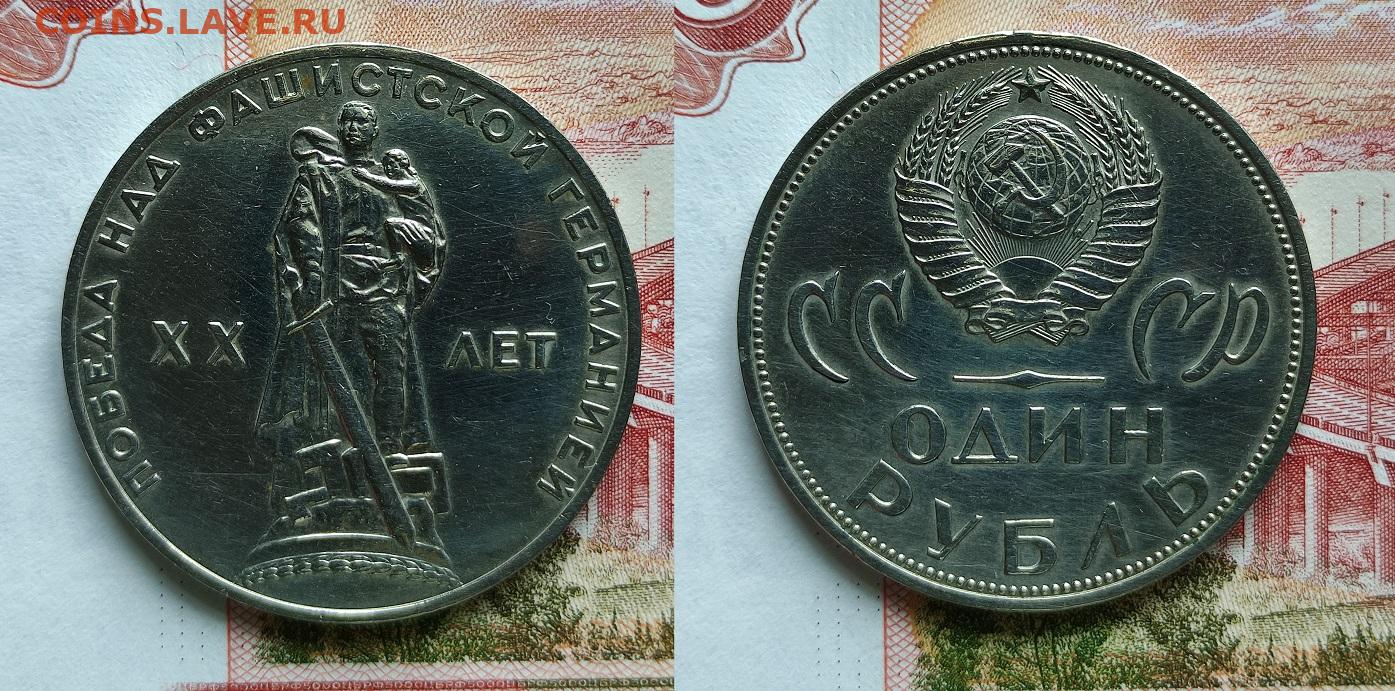 COINS.LAVE.RU
ПОБЕДА НАД ФАШИСТСКОЙ ГЕРМАНИЕЙ
XX ЛЕТ
СССР
ОДИН
РУБЛЬ